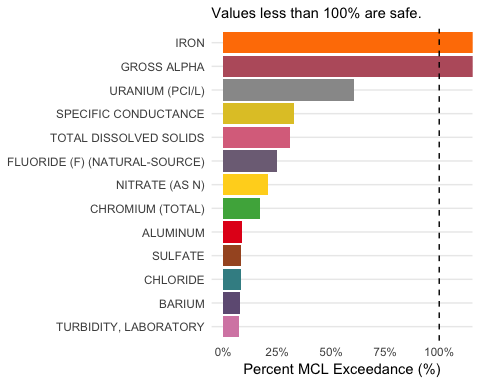 Values less than 100% are safe.
IRON
GROSS ALPHA
URANIUM (PCI/L)
SPECIFIC CONDUCTANCE
TOTAL DISSOLVED SOLIDS
FLUORIDE (F) (NATURAL-SOURCE)
NITRATE (AS N)
CHROMIUM (TOTAL)
ALUMINUM
SULFATE
CHLORIDE
BARIUM
TURBIDITY, LABORATORY
0% 25% 50% 75% 100%
Percent MCL Exceedance (%)